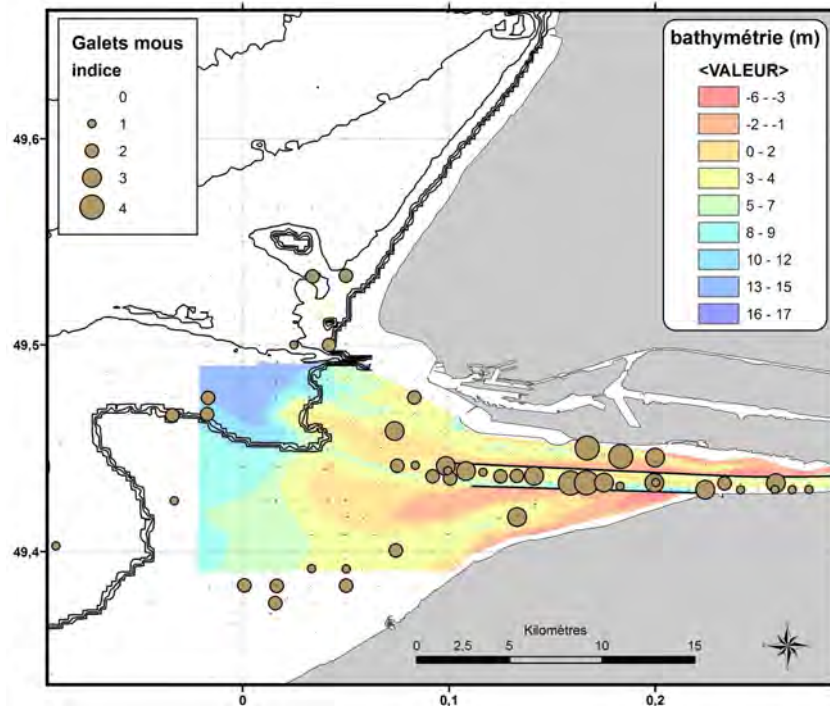 Galets mous
indice
0
1
2
3
4
bathymétrie (m)
<VALEUR>
-6 - -3
-2 - -1
0 - 2
3 - 4
5 - 7
8 - 9
10 - 12
13 - 15
16 - 17
49,6
49,5
49,4
Kilomètres
0 2,5 5 10 15
0 0,1 0,2